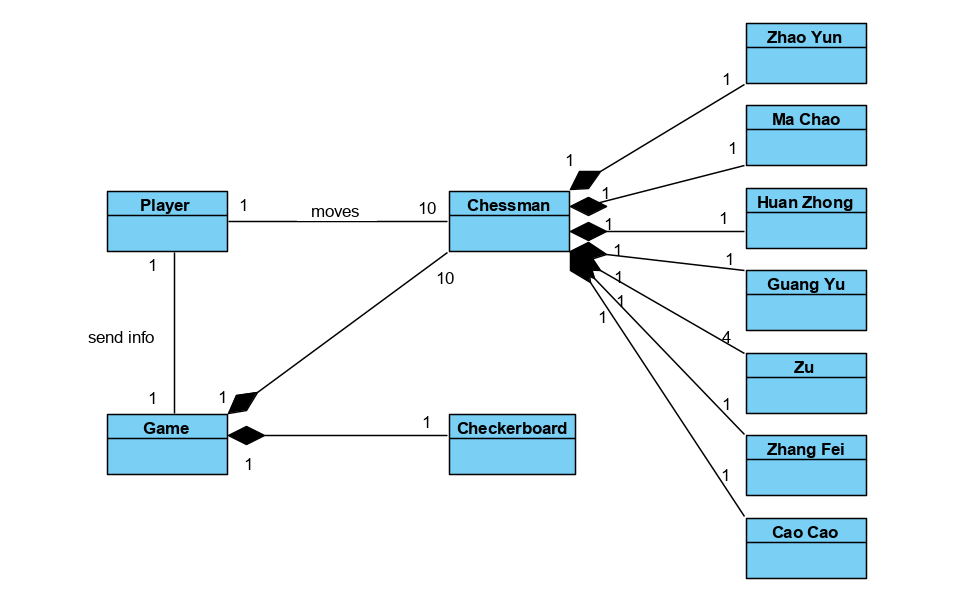 Zhao Yun
1
Ma Chao
1
1
Player
1
moves
10
Chessman
1
Huan Zhong
1
1
1
1
Guang Yu
1
10
1
1
1
send info
4
Zu
1
1
1
Game
1
Checkerboard
1
Zhang Fei
1
1
Cao Cao